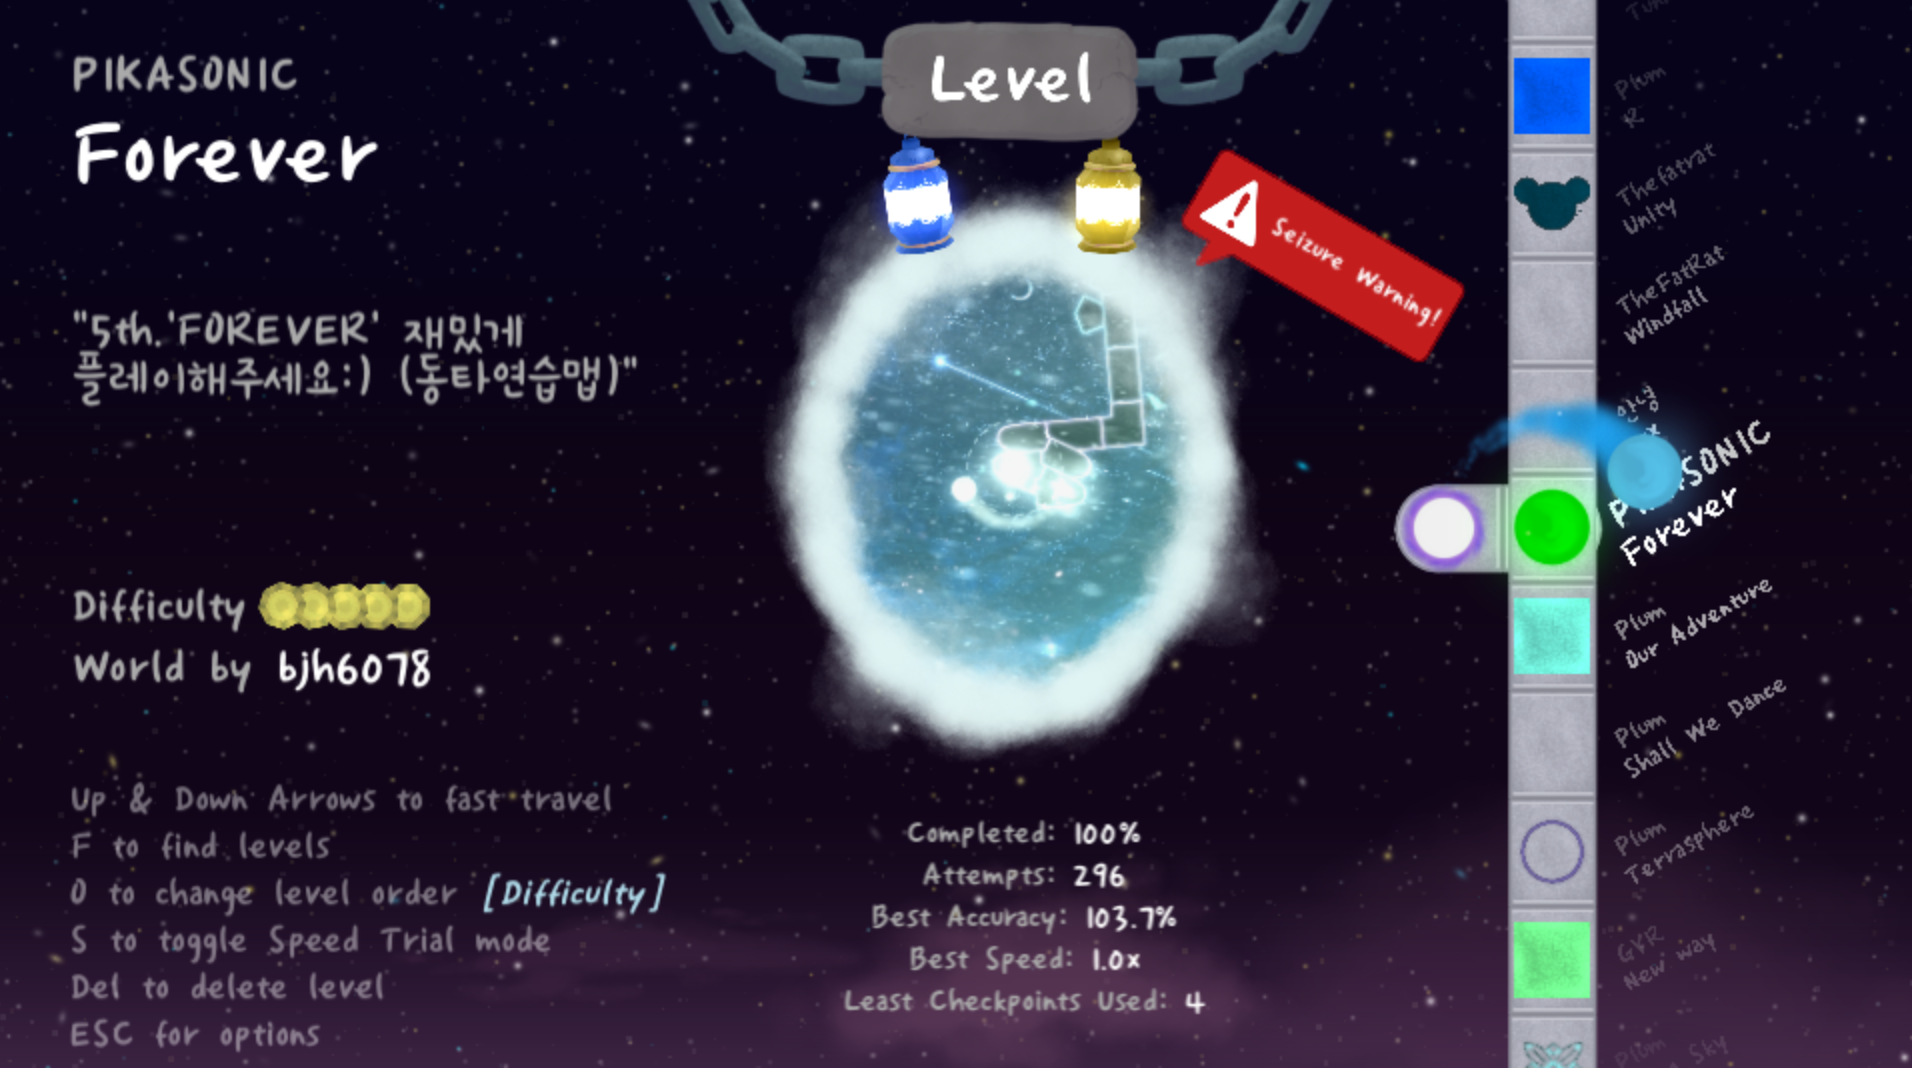 PIKASONIC
Forever
"5th.'FOREVER' 재밌게
플레이해주세요:) (동타연습맵)"
Difficulty
World by bjh6078
Up & Down Arrows to fast travel
F to find levels
O to change level order [Difficulty]
S to toggle Speed Trial mode
Del to delete level
ESC for options
Level
Seizure Warning!
Completed: 100%
Attempts: 296
Best Accuracy: 103.7%
Best Speed: 1.0x
Least Checkpoints Used: 4
Plum
R
Thefatrat
Unity
TheFatRat
Windfall
안녕
Forever
Plum
Our Adventure
Plum
Shall We Dance
Plum
Terrasphere
New way
Plum
Sky